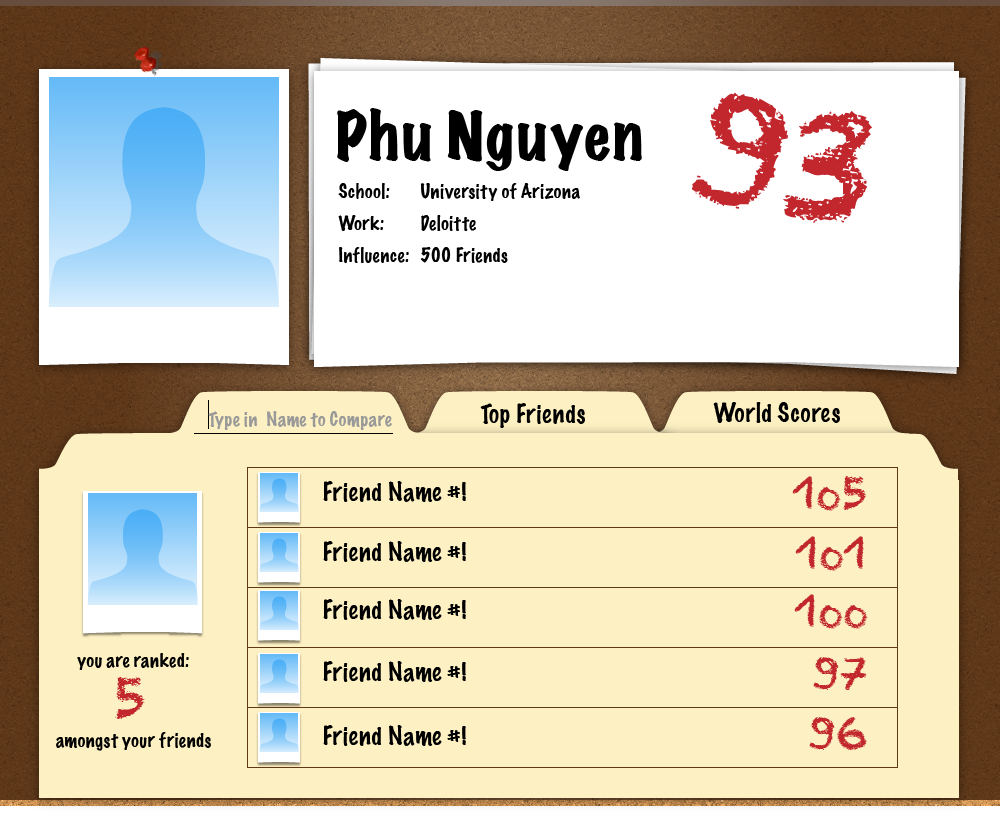 Phu Nguyen 93
School: University of Arizona
Work: Deloitte
Influence: 500 Friends
Type in Name to Compare Top Friends World Scores
Friend Name #! 105
Friend Name #! 101
Friend Name #! 100
Friend Name #! 97
Friend Name #! 96
you are ranked:
5
amongst your friends